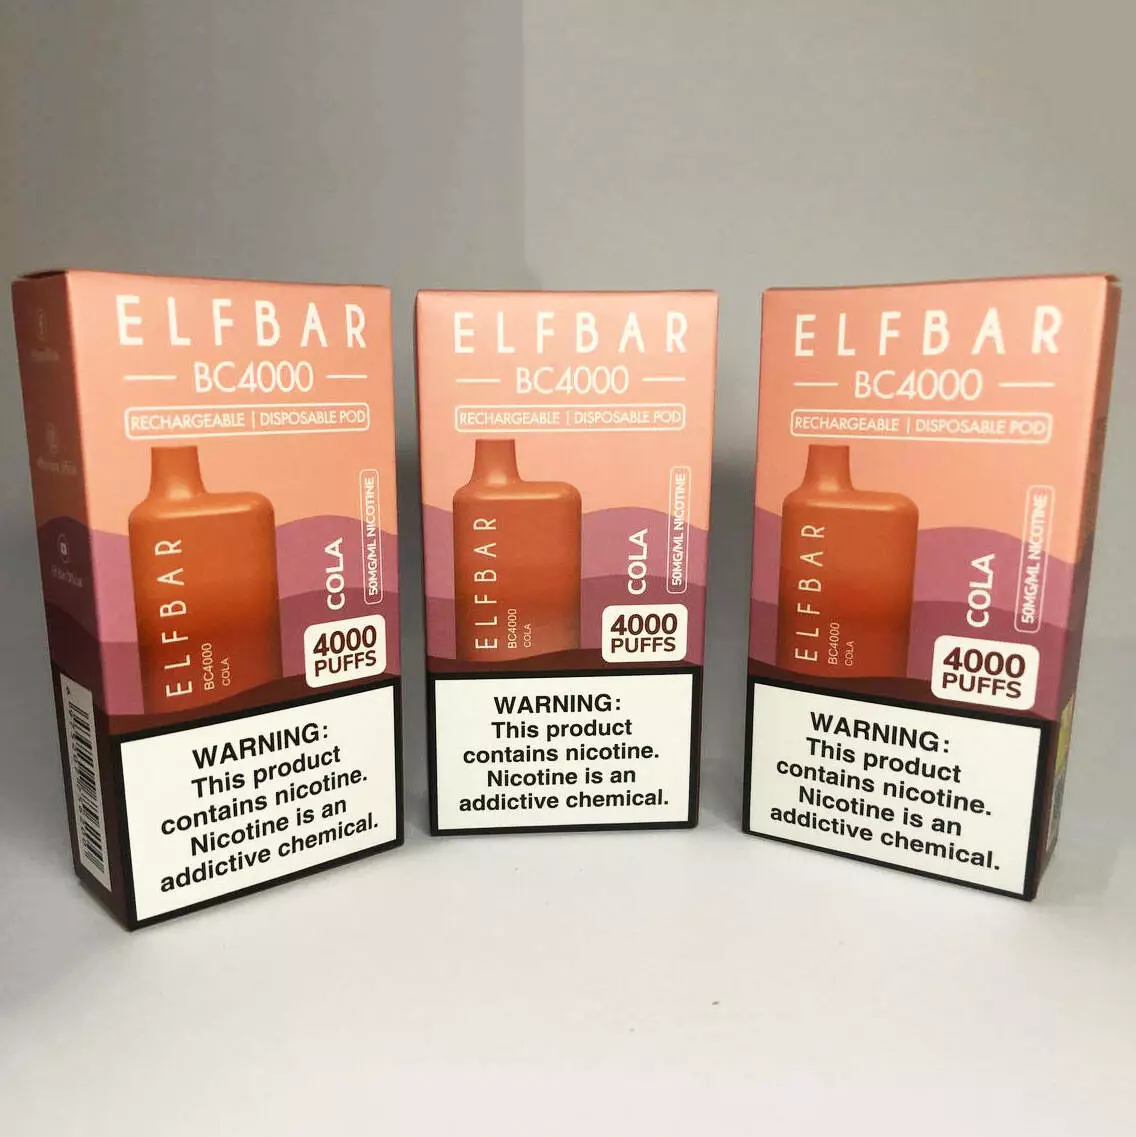 ELFBAR
BC4000
RECHARGEABLE | DISPOSABLE POD
ELFBAR
BC4000
COLA
COLA
50MG/ML NICOTINE
4000
PUFFS
WARNING:
This product
contains nicotine.
Nicotine is an
addictive chemical.
ELFBAR
BC4000
RECHARGEABLE | DISPOSABLE POD
ELFBAR
BC4000
COLA
COLA
50MG/ML NICOTINE
4000
PUFFS
WARNING:
This product
contains nicotine.
Nicotine is an
addictive chemical.
ELFBAR
BC4000
RECHARGEABLE | DISPOSABLE POD
ELFBAR
BC4000
COLA
COLA
50MG/ML NICOTINE
4000
PUFFS
WARNING:
This product
contains nicotine.
Nicotine is an
addictive chemical.